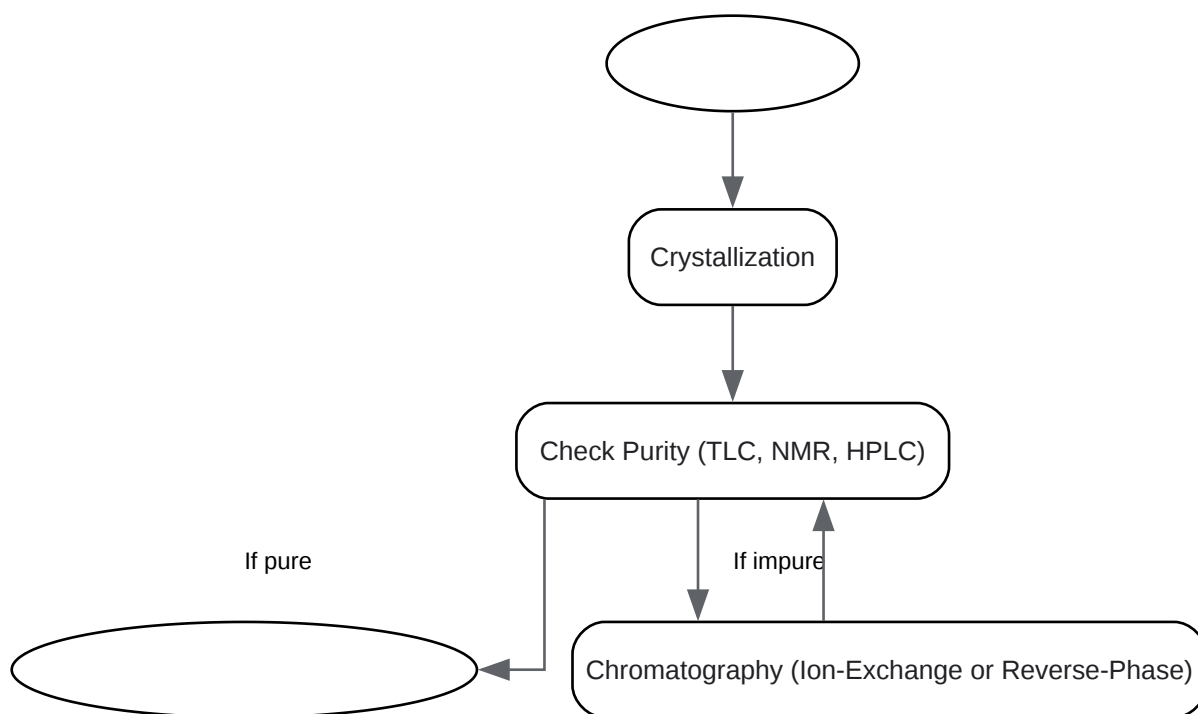 Crystallization
Check Purity (TLC, NMR, HPLC)
If pure
If impure
Chromatography (Ion-Exchange or Reverse-Phase)